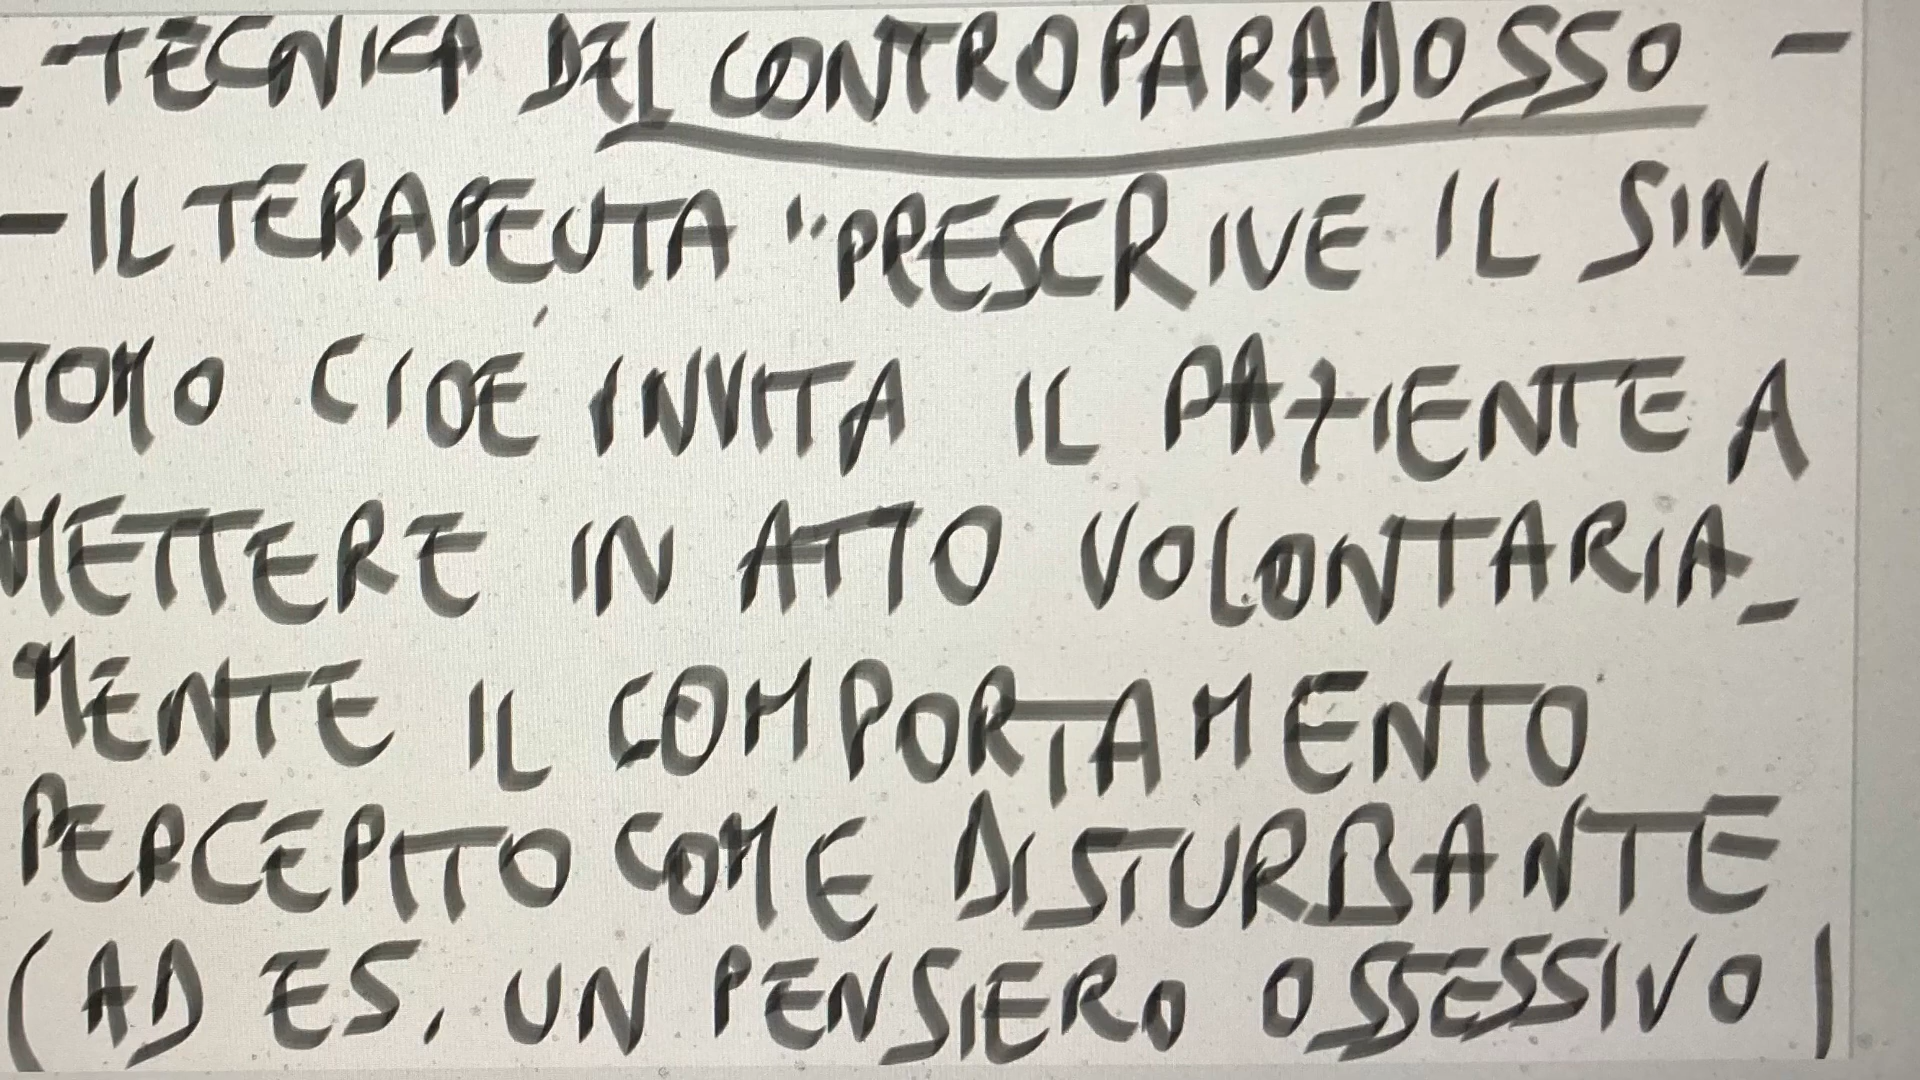 - TECNICA DEL CONTROPARADOSSO -
- IL TERAPEUTA "PRESCRIVE IL SIN_
TOMO CIOÈ INVITA IL PAZIENTE A
METTERE IN ATTO VOLONTARIA_
MENTE IL COMPORTAMENTO
PERCEPITO COME DISTURBANTE
(AD ES. UN PENSIERO OSSESSIVO)